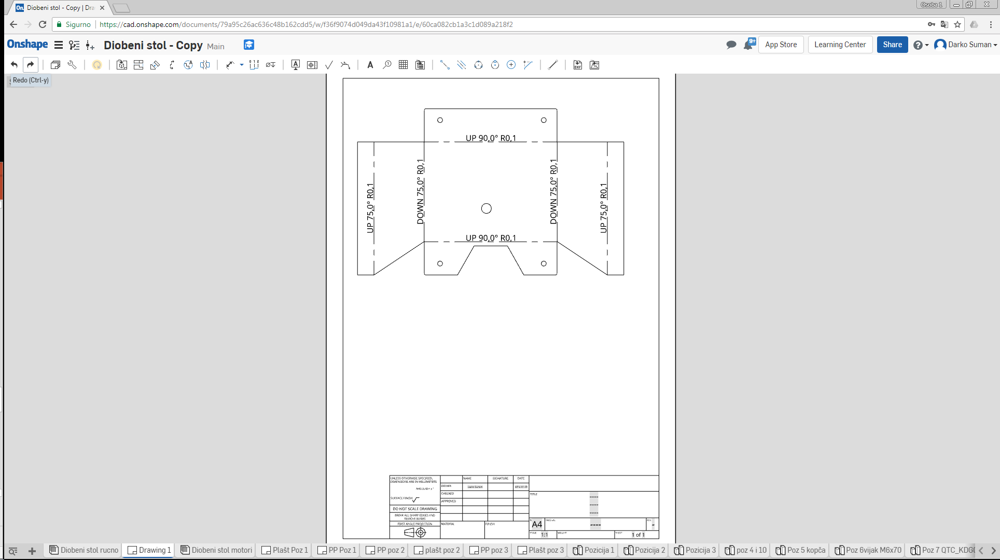 Diobeni stol - Copy | Dra
Osoba 1
Sigurno
https://cad.onshape.com/documents/79a95c26ac636c48b162cdd5/w/f36f9074d049da43f10981a1/e/60ca082cb1a3c1d089a218f2
Onshape
Diobeni stol - Copy Main
9+
App Store
Learning Center
Share
Darko Suman
Redo (Ctrl-y)
UP 90,0° R0,1
DOWN 75,0° R0,1
DOWN 75,0° R0,1
UP 75,0° R0,1
UP 75,0° R0,1
UP 90,0° R0,1
UNLESS OTHERWISE SPECIFIED,
DIMENSIONS ARE IN MILLIMETERS
SURFACE FINISH
DO NOT SCALE DRAWING
BREAK ALL SHARP EDGES AND
REMOVE BURRS
FIRST ANGLE PROJECTION
NAME SIGNATURE DATE
DRAWN Darko Suman
CHECKED
APPROVED
MATERIAL FINISH
TITLE
----
----
----
A4 ---- -
SCALE 1:1 WEIGHT SHEET 1 of 1
Diobeni stol rucno
Drawing 1
Diobeni stol motori
Plašt Poz 1
PP Poz 1
PP poz 2
plašt poz 2
PP poz 3
Plašt poz 3
Pozicija 1
Pozicija 2
Pozicija 3
poz 4 i 10
Poz 5 kopča
Poz 6vijak M6x70
Poz 7 QTC_KDG